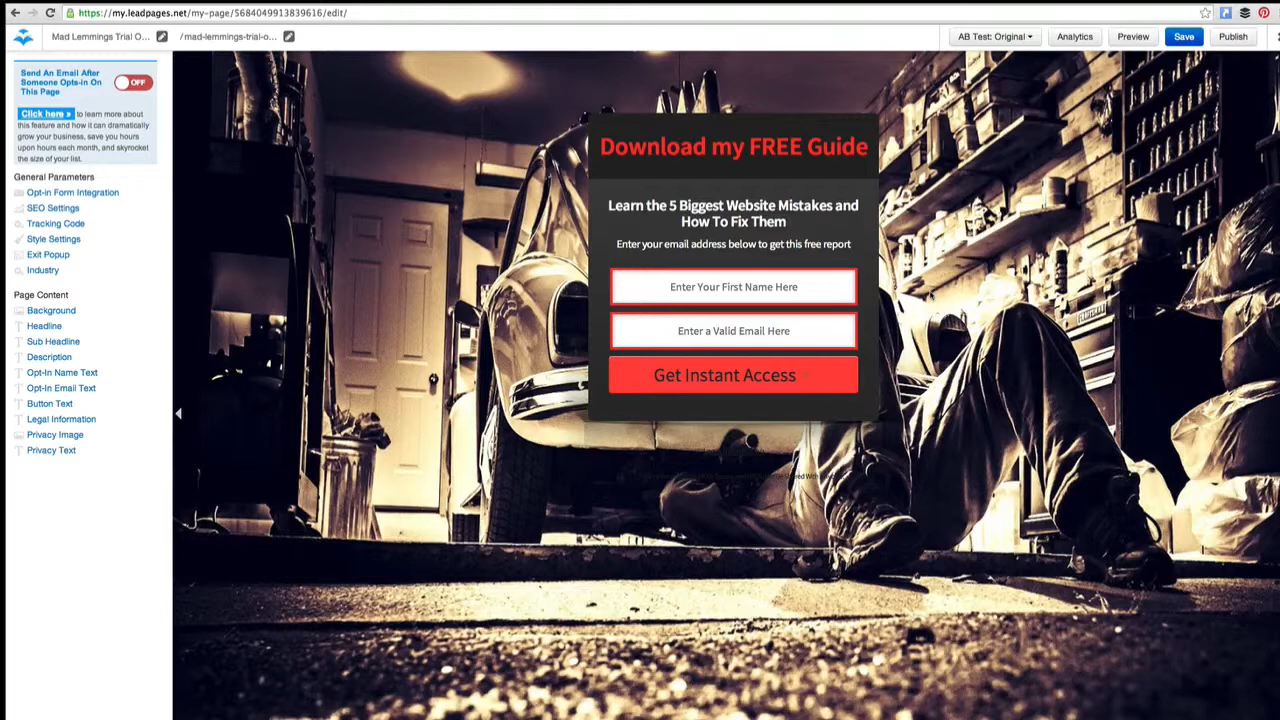 https://my.leadpages.net/my-page/5684049913839616/edit/
Mad Lemmings Trial O...
/mad-lemmings-trial-o...
AB Test: Original
Analytics
Preview
Save
Publish
Send An Email After
Someone Opts-in On
This Page
OFF
Click here » to learn more about
this feature and how it can dramatically
grow your business, save you hours
upon hours each month, and skyrocket
the size of your list.
General Parameters
Opt-in Form Integration
SEO Settings
Tracking Code
Style Settings
Exit Popup
Industry
Page Content
Background
Headline
Sub Headline
Description
Opt-In Name Text
Opt-In Email Text
Button Text
Legal Information
Privacy Image
Privacy Text
Download my FREE Guide
Learn the 5 Biggest Website Mistakes and
How To Fix Them
Enter your email address below to get this free report
Enter Your First Name Here
Enter a Valid Email Here
Get Instant Access